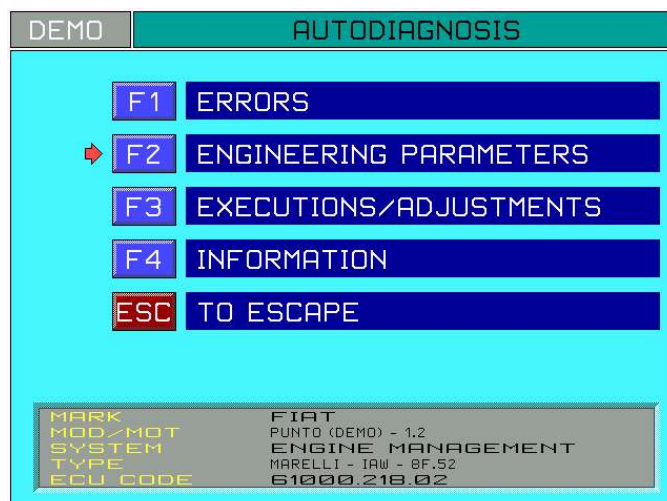 DEMO AUTODIAGNOSIS
F1 ERRORS
F2 ENGINEERING PARAMETERS
F3 EXECUTIONS/ADJUSTMENTS
F4 INFORMATION
ESC TO ESCAPE
MARK FIAT
MOD/MOT PUNTO (DEMO) - 1.2
SYSTEM ENGINE MANAGEMENT
TYPE MARELLI - IAW - 8F.52
ECU CODE 61000.218.02